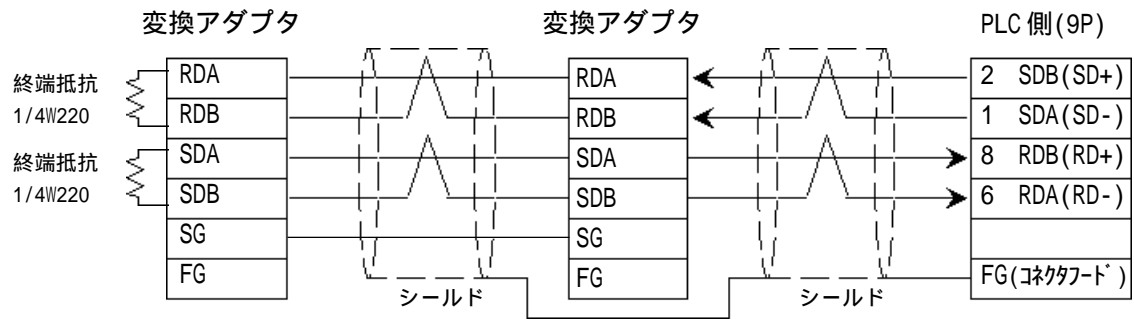 変換アダプタ 変換アダプタ PLC側(9P)
終端抵抗
1/4W220
終端抵抗
1/4W220
RDA
RDB
SDA
SDB
SG
FG
シールド
RDA
RDB
SDA
SDB
SG
FG
シールド
2 SDB(SD+)
1 SDA(SD-)
8 RDB(RD+)
6 RDA(RD-)
FG(ｺﾈｸﾀﾌｰﾄﾞ)